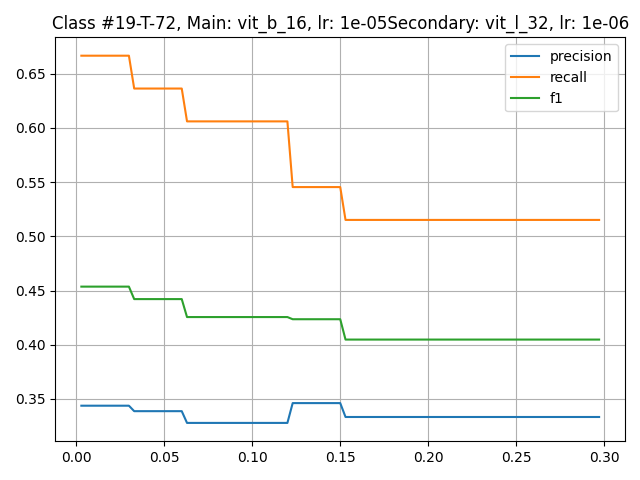 Class #19-T-72, Main: vit_b_16, lr: 1e-05Secondary: vit_l_32, lr: 1e-06
precision
recall
f1
0.65
0.60
0.55
0.50
0.45
0.40
0.35
0.00 0.05 0.10 0.15 0.20 0.25 0.30